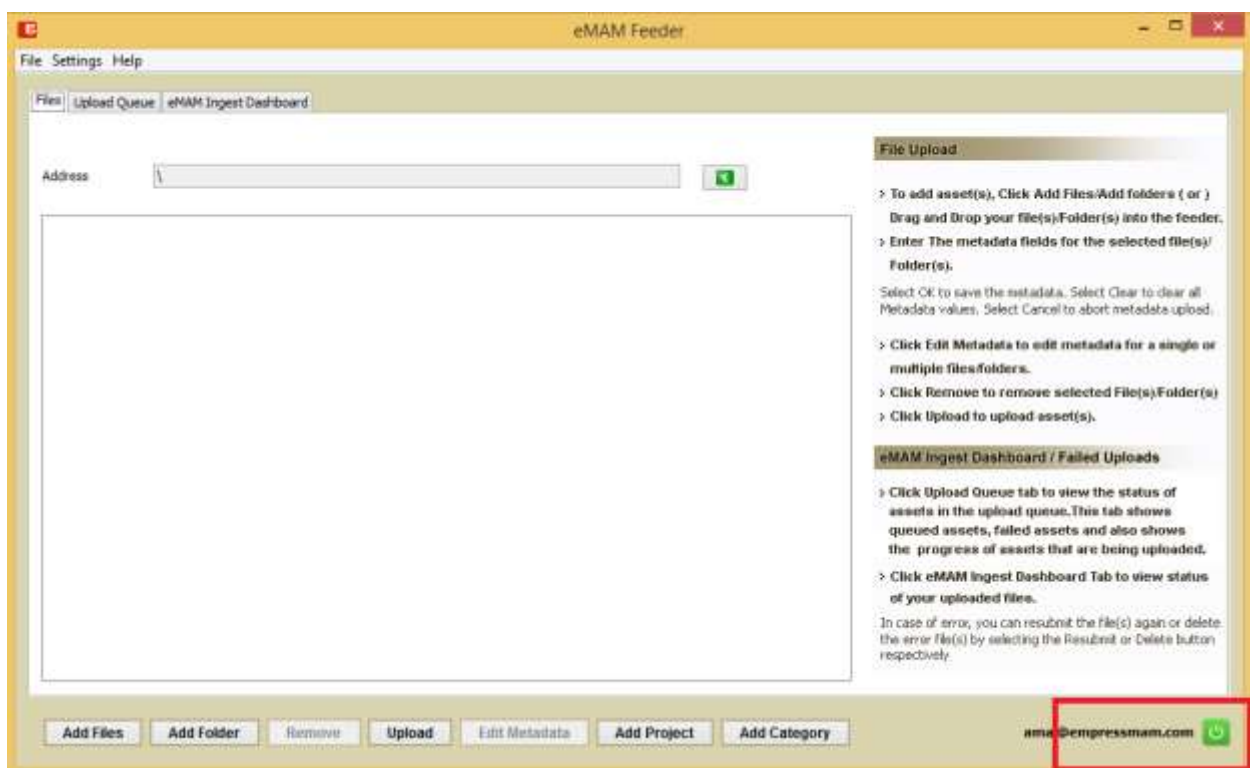 eMAM Feeder
File Settings Help
Files Upload Queue eMAM Ingest Dashboard
Address \
File Upload
> To add asset(s), Click Add Files/Add folders ( or )
Drag and Drop your file(s)/Folder(s) into the feeder.
> Enter The metadata fields for the selected file(s)/
Folder(s).
Select OK to save the metadata. Select Clear to clear all
Metadata values. Select Cancel to abort metadata upload.
> Click Edit Metadata to edit metadata for a single or
multiple files/folders.
> Click Remove to remove selected File(s)/Folder(s)
> Click Upload to upload asset(s).
eMAM Ingest Dashboard / Failed Uploads
> Click Upload Queue tab to view the status of
assets in the upload queue.This tab shows
queued assets, failed assets and also shows
the progress of assets that are being uploaded.
> Click eMAM Ingest Dashboard Tab to view status
of your uploaded files.
In case of error, you can resubmit the file(s) again or delete
the error file(s) by selecting the Resubmit or Delete button
respectively
Add Files Add Folder Remove Upload Edit Metadata Add Project Add Category